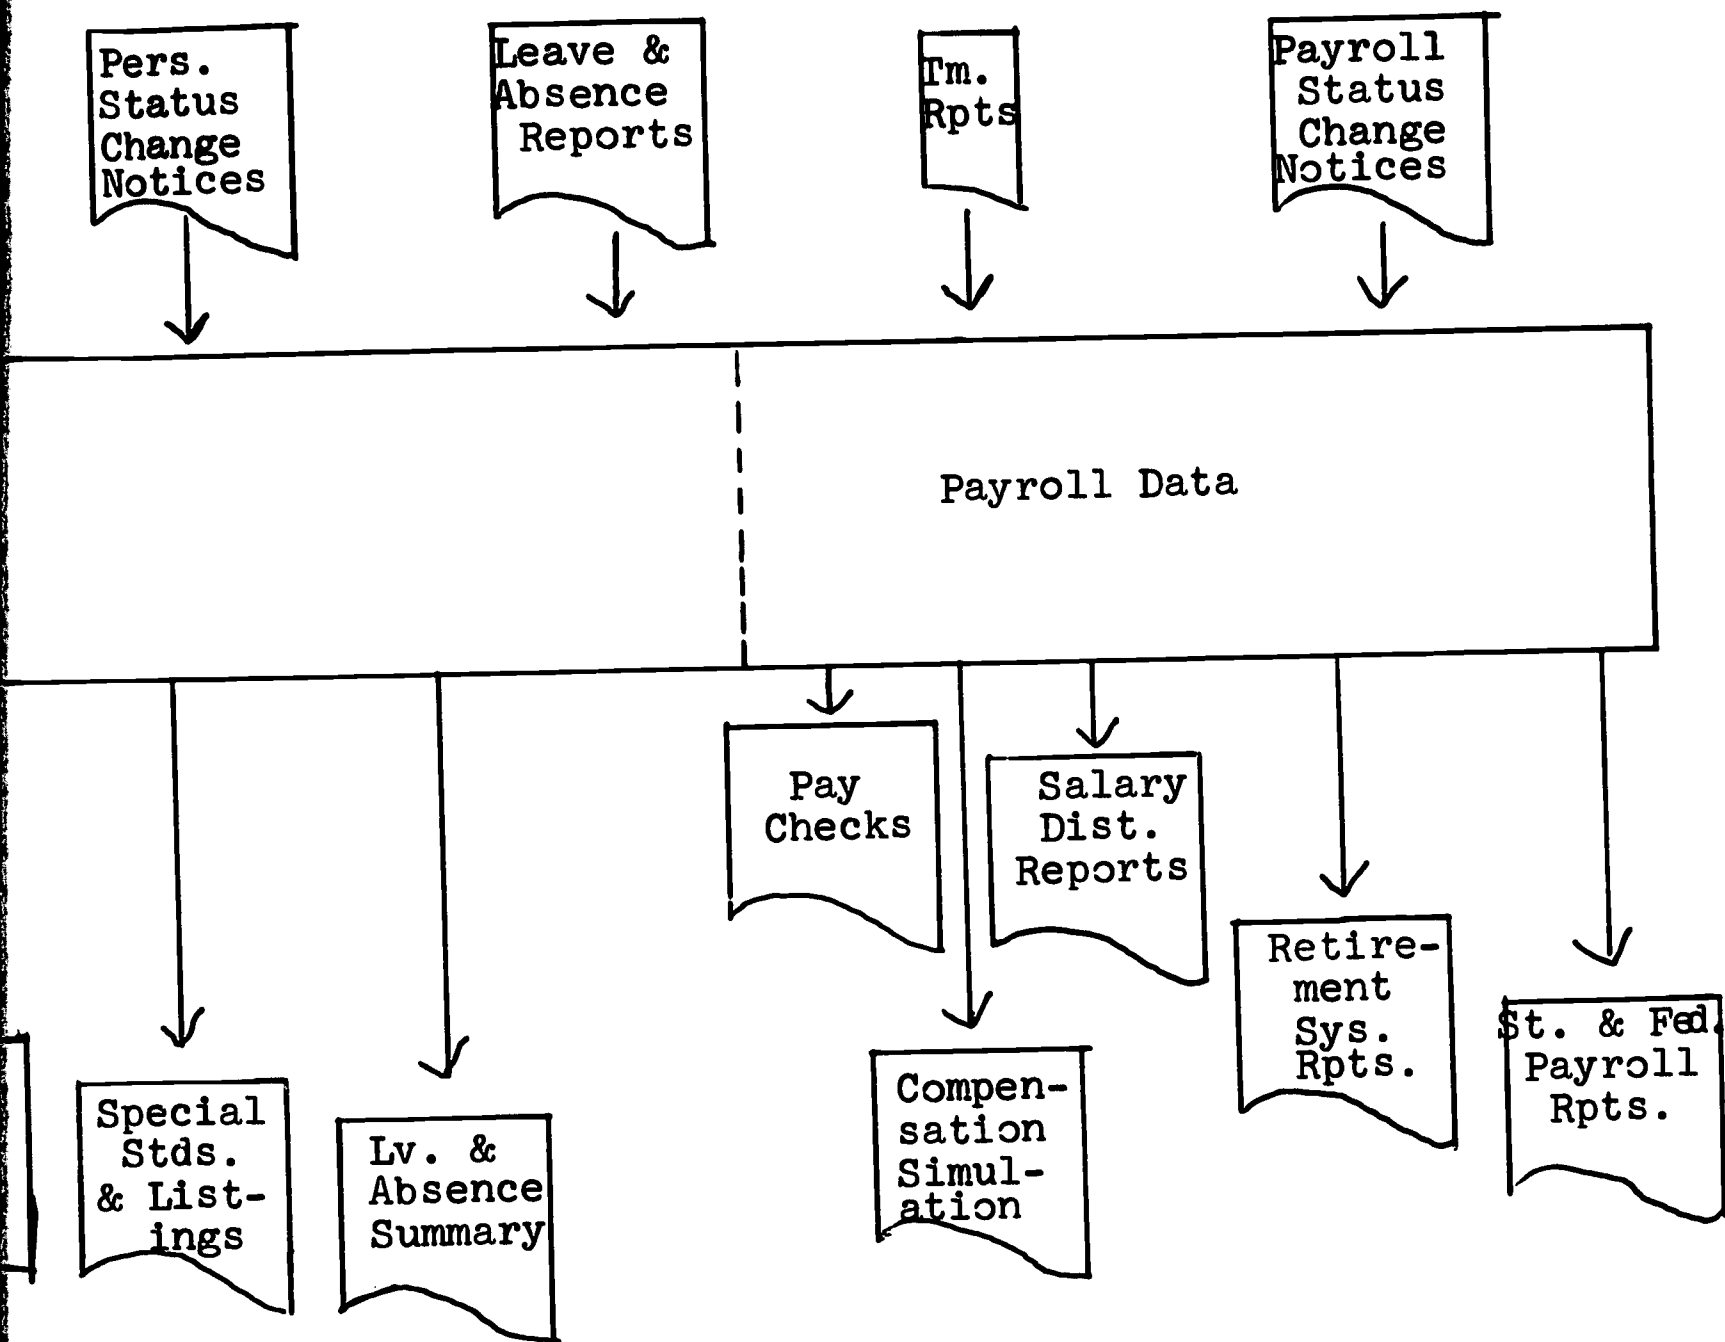 Pers.
Status
Change
Notices
Leave &
Absence
Reports
Tm.
Rpts
Payroll
Status
Change
Notices
Payroll Data
Pay
Checks
Salary
Dist.
Reports
Retire-
ment
Sys.
Rpts.
St. & Fed.
Payroll
Rpts.
Special
Stds.
& List-
ings
Lv. &
Absence
Summary
Compen-
sation
Simul-
ation